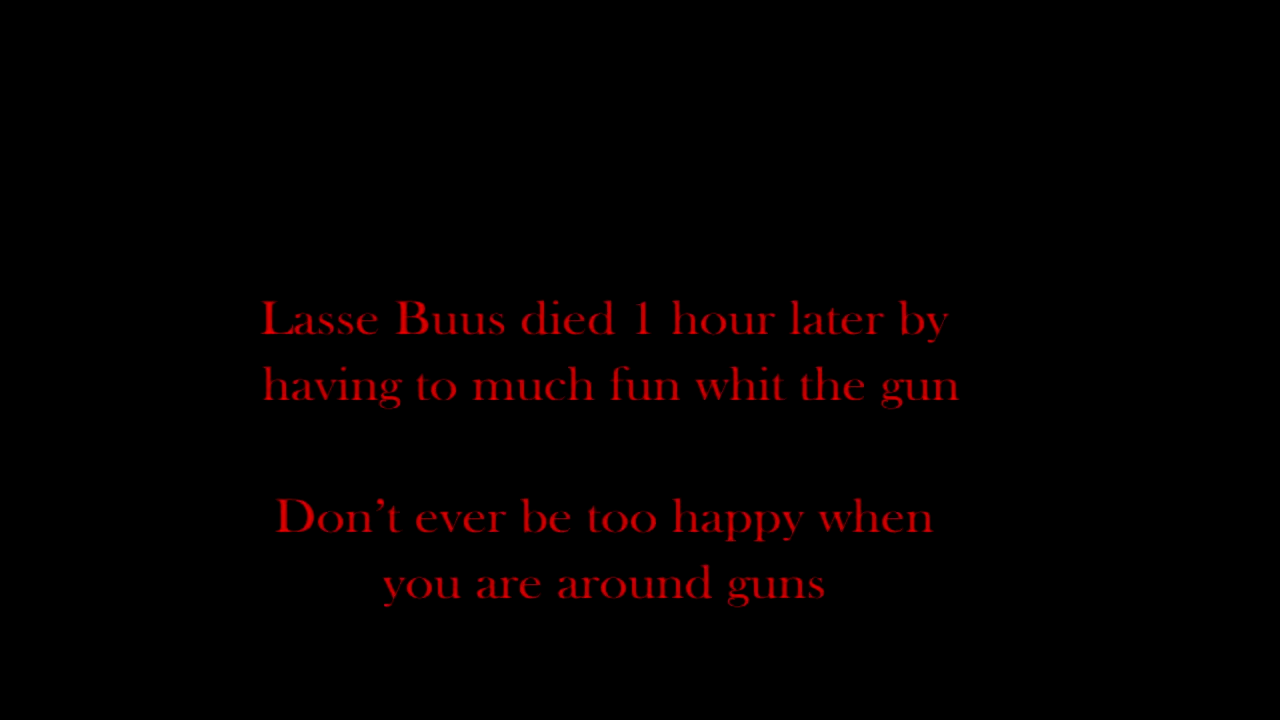 Lasse Buus died 1 hour later by
having to much fun whit the gun
Don't ever be too happy when
you are around guns